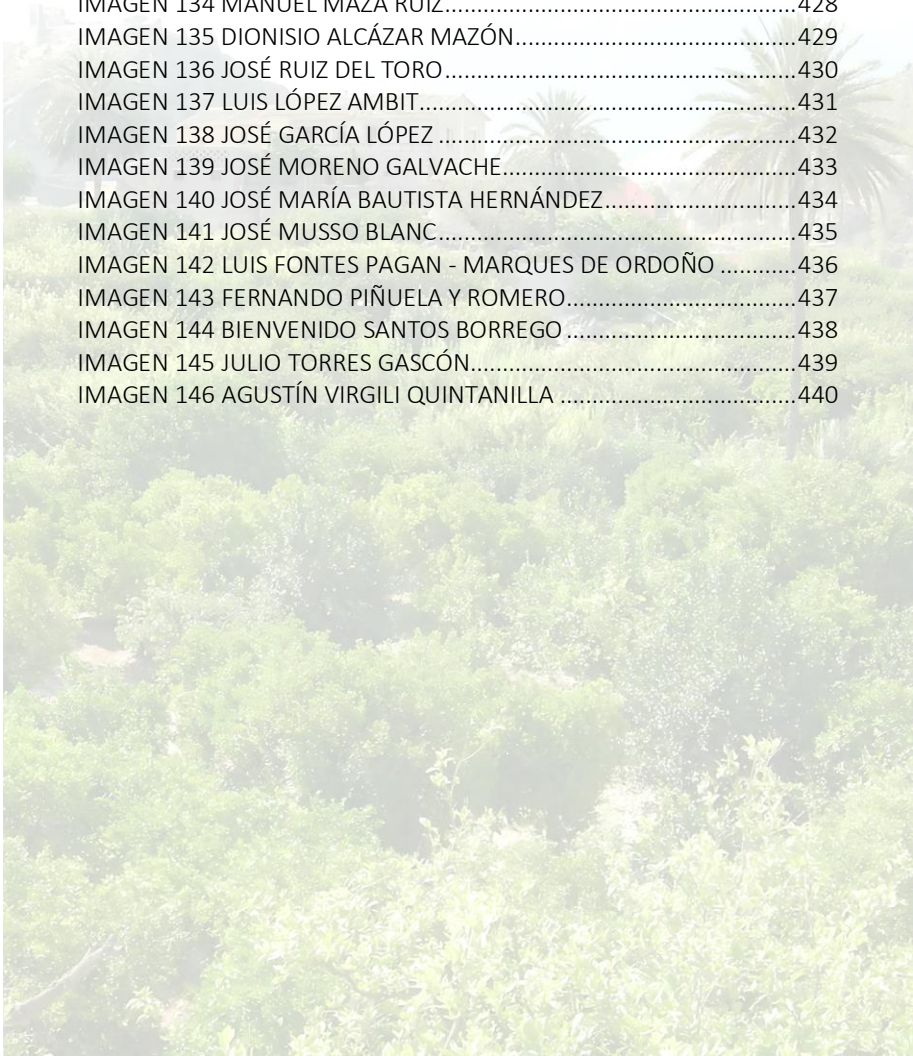 IMAGEN 134 MANUEL MAZA RUIZ.......................................................428
IMAGEN 135 DIONISIO ALCÁZAR MAZÓN............................................429
IMAGEN 136 JOSÉ RUIZ DEL TORO.......................................................430
IMAGEN 137 LUIS LÓPEZ AMBIT...........................................................431
IMAGEN 138 JOSÉ GARCÍA LÓPEZ ........................................................432
IMAGEN 139 JOSÉ MORENO GALVACHE..............................................433
IMAGEN 140 JOSÉ MARÍA BAUTISTA HERNÁNDEZ..............................434
IMAGEN 141 JOSÉ MUSSO BLANC........................................................435
IMAGEN 142 LUIS FONTES PAGAN - MARQUES DE ORDOÑO ............436
IMAGEN 143 FERNANDO PIÑUELA Y ROMERO....................................437
IMAGEN 144 BIENVENIDO SANTOS BORREGO ....................................438
IMAGEN 145 JULIO TORRES GASCÓN...................................................439
IMAGEN 146 AGUSTÍN VIRGILI QUINTANILLA .....................................440